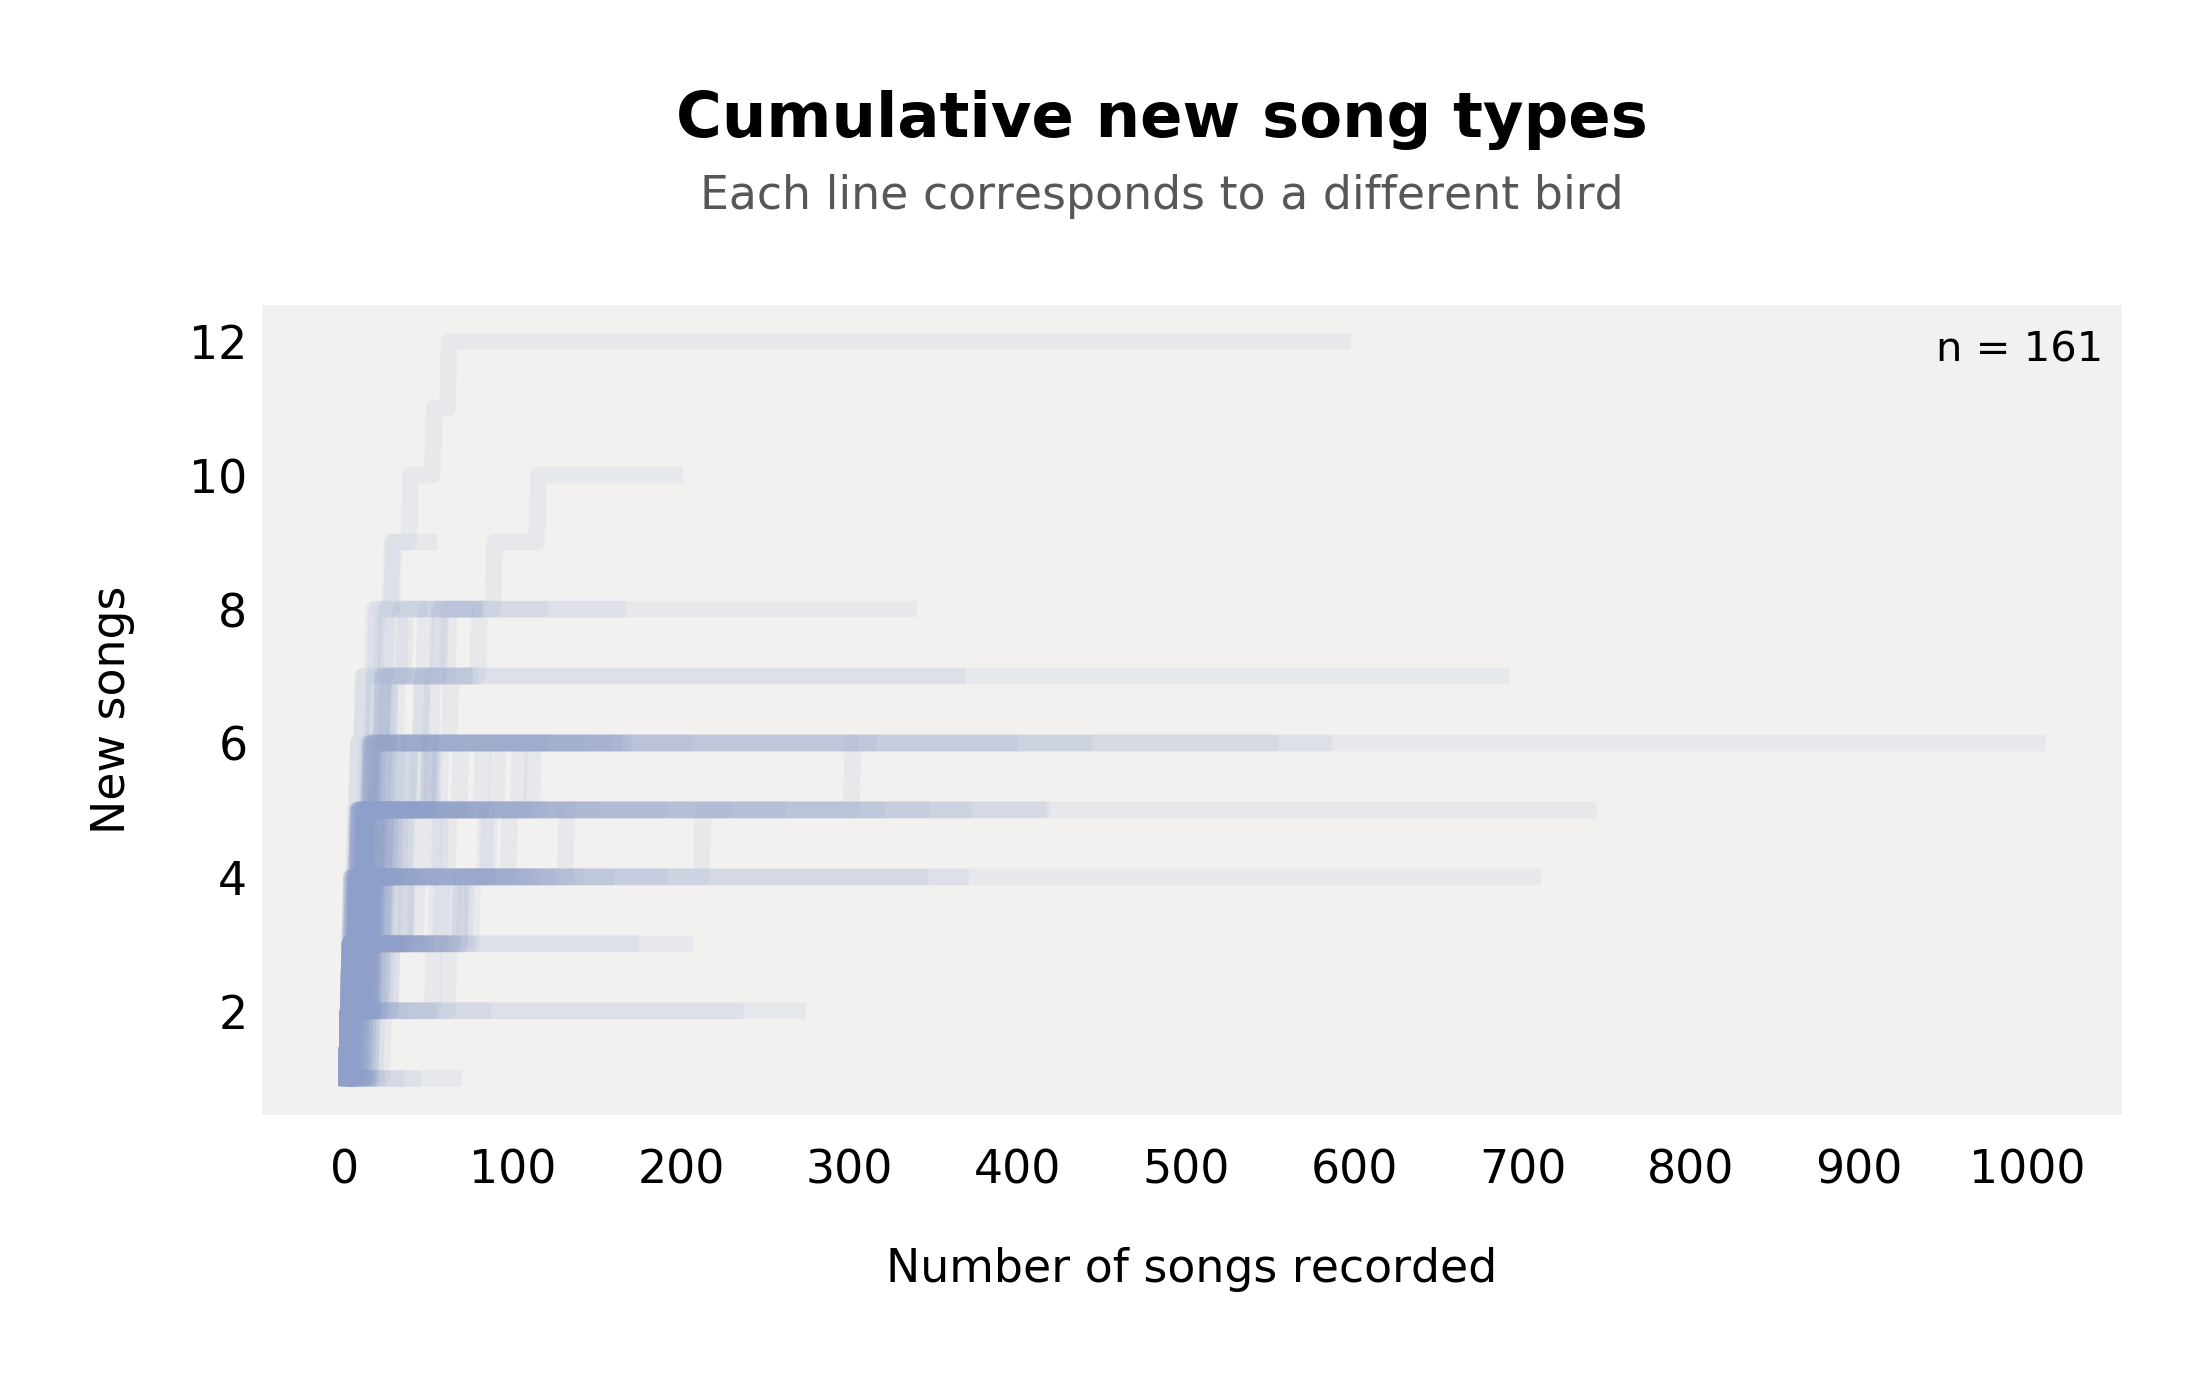 Cumulative new song types
Each line corresponds to a different bird
n = 161
12
10
8
6
4
2
New songs
0 100 200 300 400 500 600 700 800 900 1000
Number of songs recorded